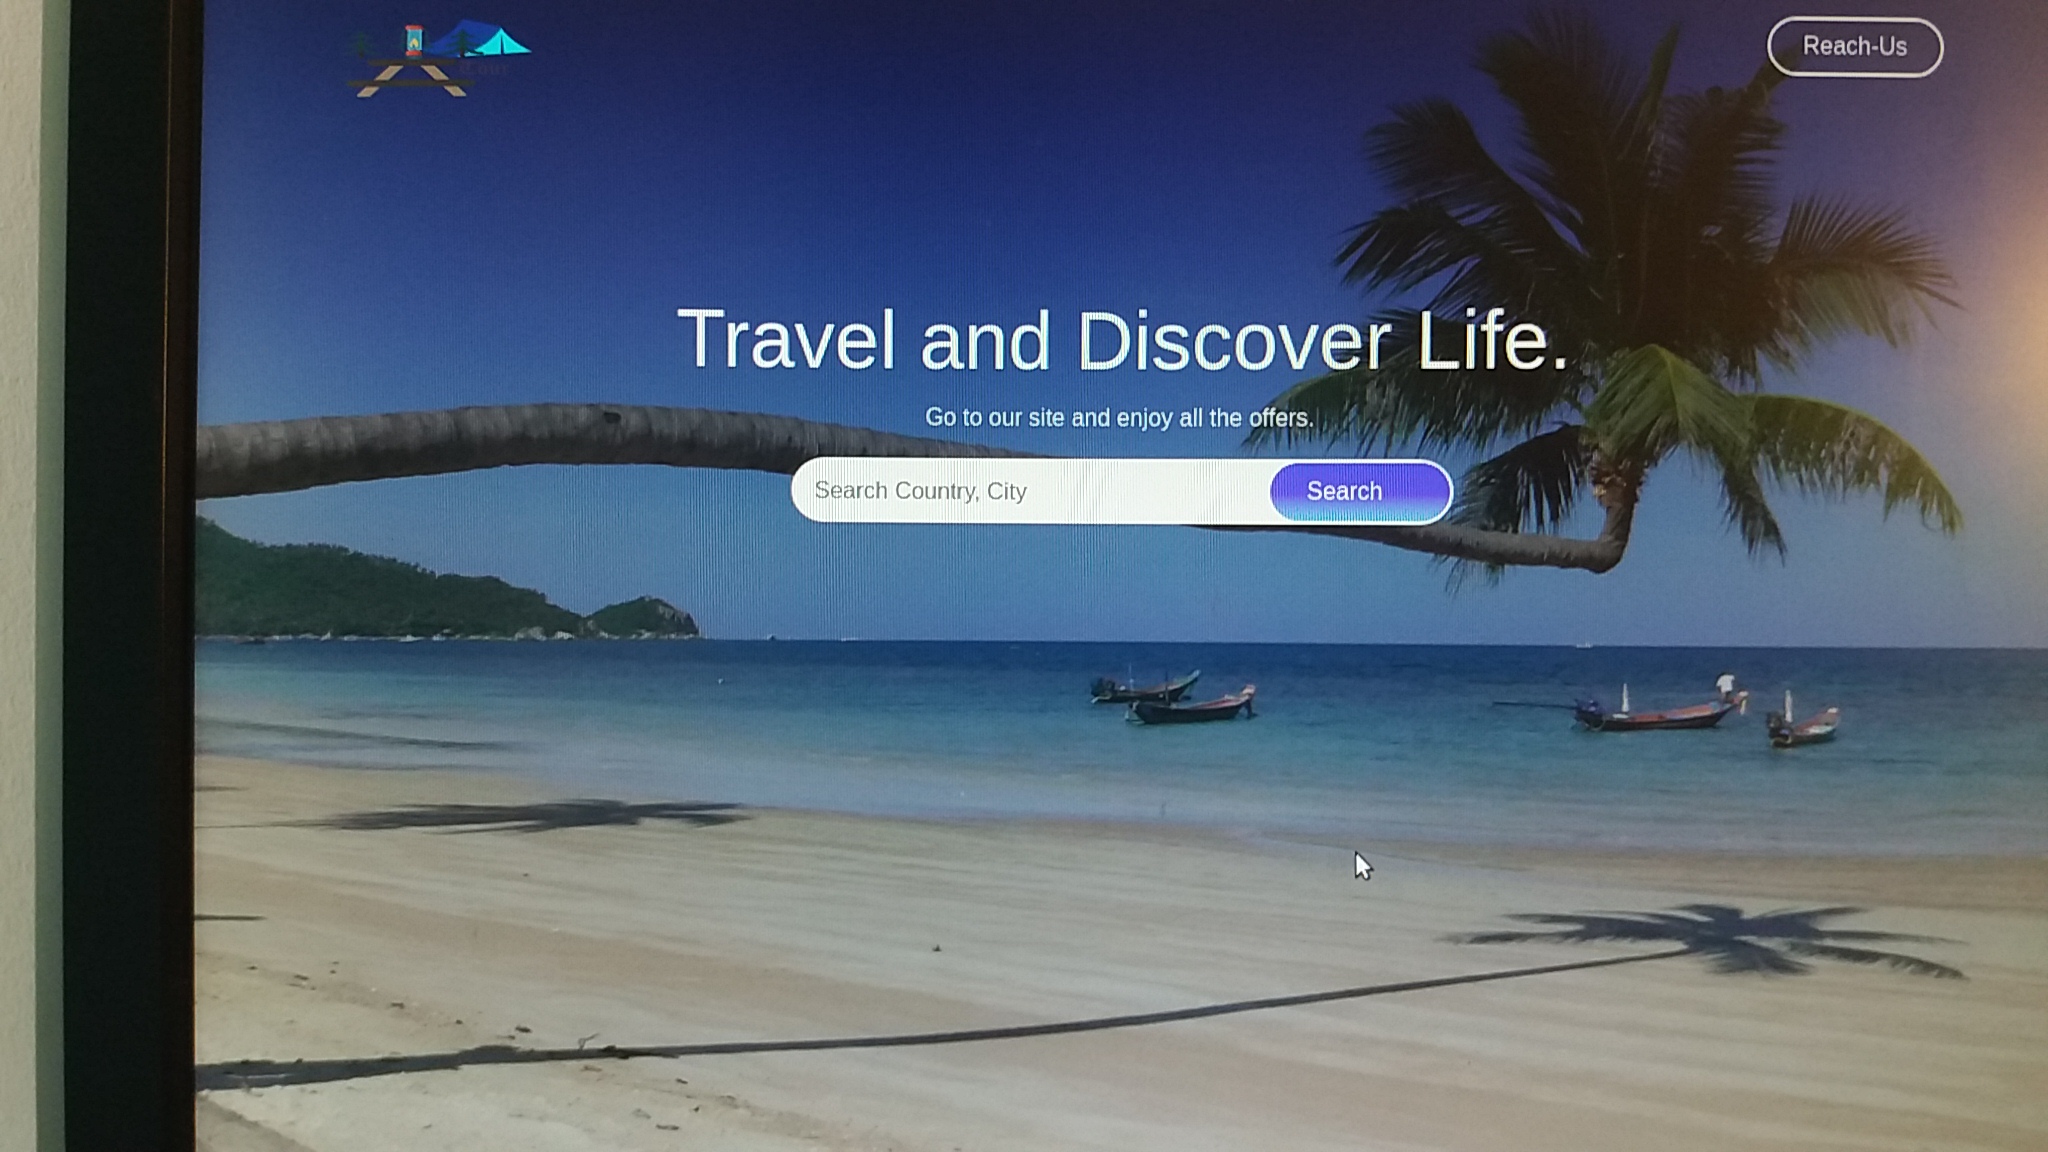 Reach-Us
Travel and Discover Life.
Go to our site and enjoy all the offers.
Search Country, City
Search